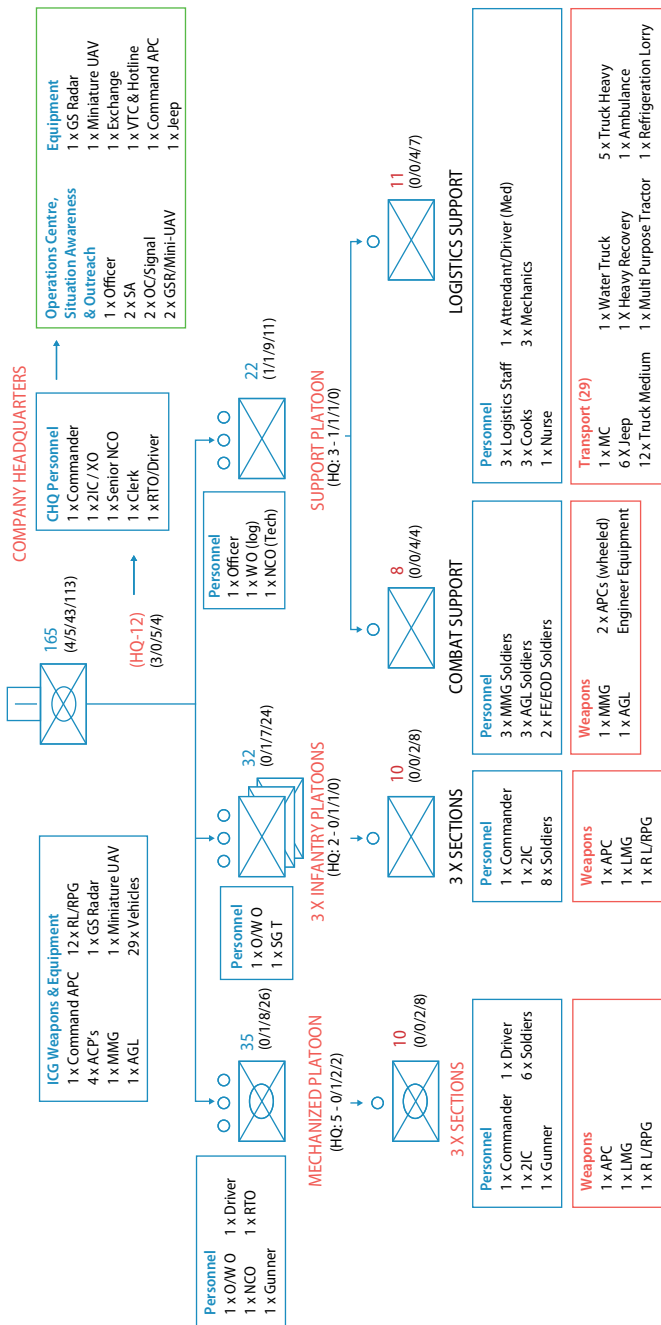 COMPANY HEADQUARTERS
165
(4/5/43/113)
(HQ-12)
(3/0/5/4)
ICG Weapons & Equipment
1 x Command APC
4 x ACP's
1 x MMG
1 x AGL
12 x RL/RPG
1 x GS Radar
1 x Miniature UAV
29 x Vehicles
CHQ Personnel
1 x Commander
1 x 2IC / XO
1 x Senior NCO
1 x Clerk
1 x RTO/Driver
Operations Centre,
Situation Awareness
& Outreach
1 x Officer
2 x SA
2 x OC/Signal
2 x GSR/Mini-UAV
Equipment
1 x GS Radar
1 x Miniature UAV
1 x Exchange
1 x VTC & Hotline
1 x Command APC
1 x Jeep
Personnel
1 x O/W O
1 x NCO
1 x Gunner
1 x Driver
1 x RTO
35
(0/1/8/26)
MECHANIZED PLATOON
(HQ: 5 - 0/1/2/2)
10
(0/0/2/8)
3 X SECTIONS
Personnel
1 x Commander
1 x 2IC
1 x Gunner
1 x Driver
6 x Soldiers
Weapons
1 x APC
1 x LMG
1 x R L/RPG
Personnel
1 x O/W O
1 x SG T
32
(0/1/7/24)
3 X INFANTRY PLATOONS
(HQ: 2 - 0/1/1/0)
10
(0/0/2/8)
3 X SECTIONS
Personnel
1 x Commander
1 x 2IC
8 x Soldiers
Weapons
1 x APC
1 x LMG
1 x R L/RPG
Personnel
1 x Officer
1 x W O (log)
1 x NCO (Tech)
22
(1/1/9/11)
SUPPORT PLATOON
(HQ: 3 - 1/1/1/0)
8
(0/0/4/4)
COMBAT SUPPORT
Personnel
3 x MMG Soldiers
3 x AGL Soldiers
2 x FE/EOD Soldiers
Weapons
1 x MMG
1 x AGL
2 x APCs (wheeled)
Engineer Equipment
11
(0/0/4/7)
LOGISTICS SUPPORT
Personnel
3 x Logistics Staff
3 x Cooks
1 x Nurse
1 x Attendant/Driver (Med)
3 x Mechanics
Transport (29)
1 x MC
6 x Jeep
12 x Truck Medium
1 x Water Truck
1 X Heavy Recovery
1 x Multi Purpose Tractor
5 x Truck Heavy
1 x Ambulance
1 x Refrigeration Lorry